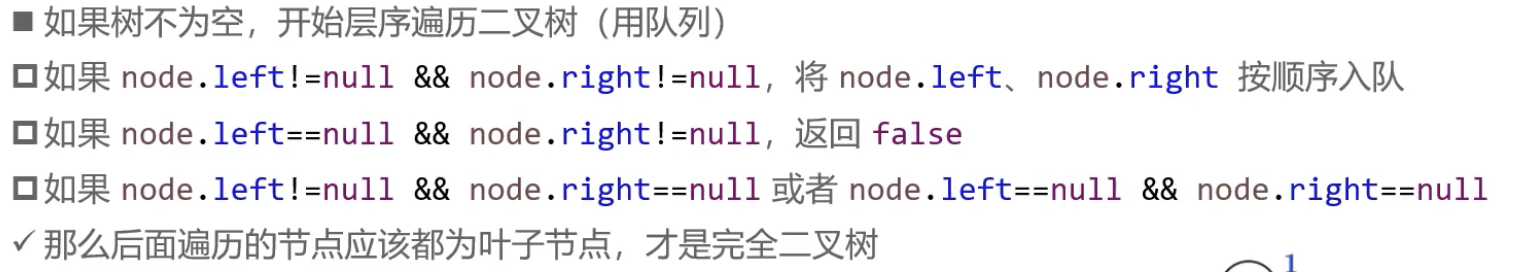 ■ 如果树不为空，开始层序遍历二叉树（用队列）
□如果 node.left!=null && node.right!=null，将 node.left、node.right 按顺序入队
□如果 node.left==null && node.right!=null，返回 false
□如果 node.left!=null && node.right==null 或者 node.left==null && node.right==null
✓ 那么后面遍历的节点应该都为叶子节点，才是完全二叉树
1